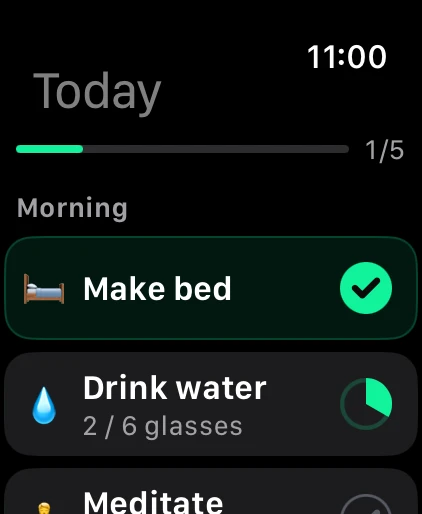 11:00
Today
1/5
Morning
Make bed
Drink water
2 / 6 glasses
Meditate